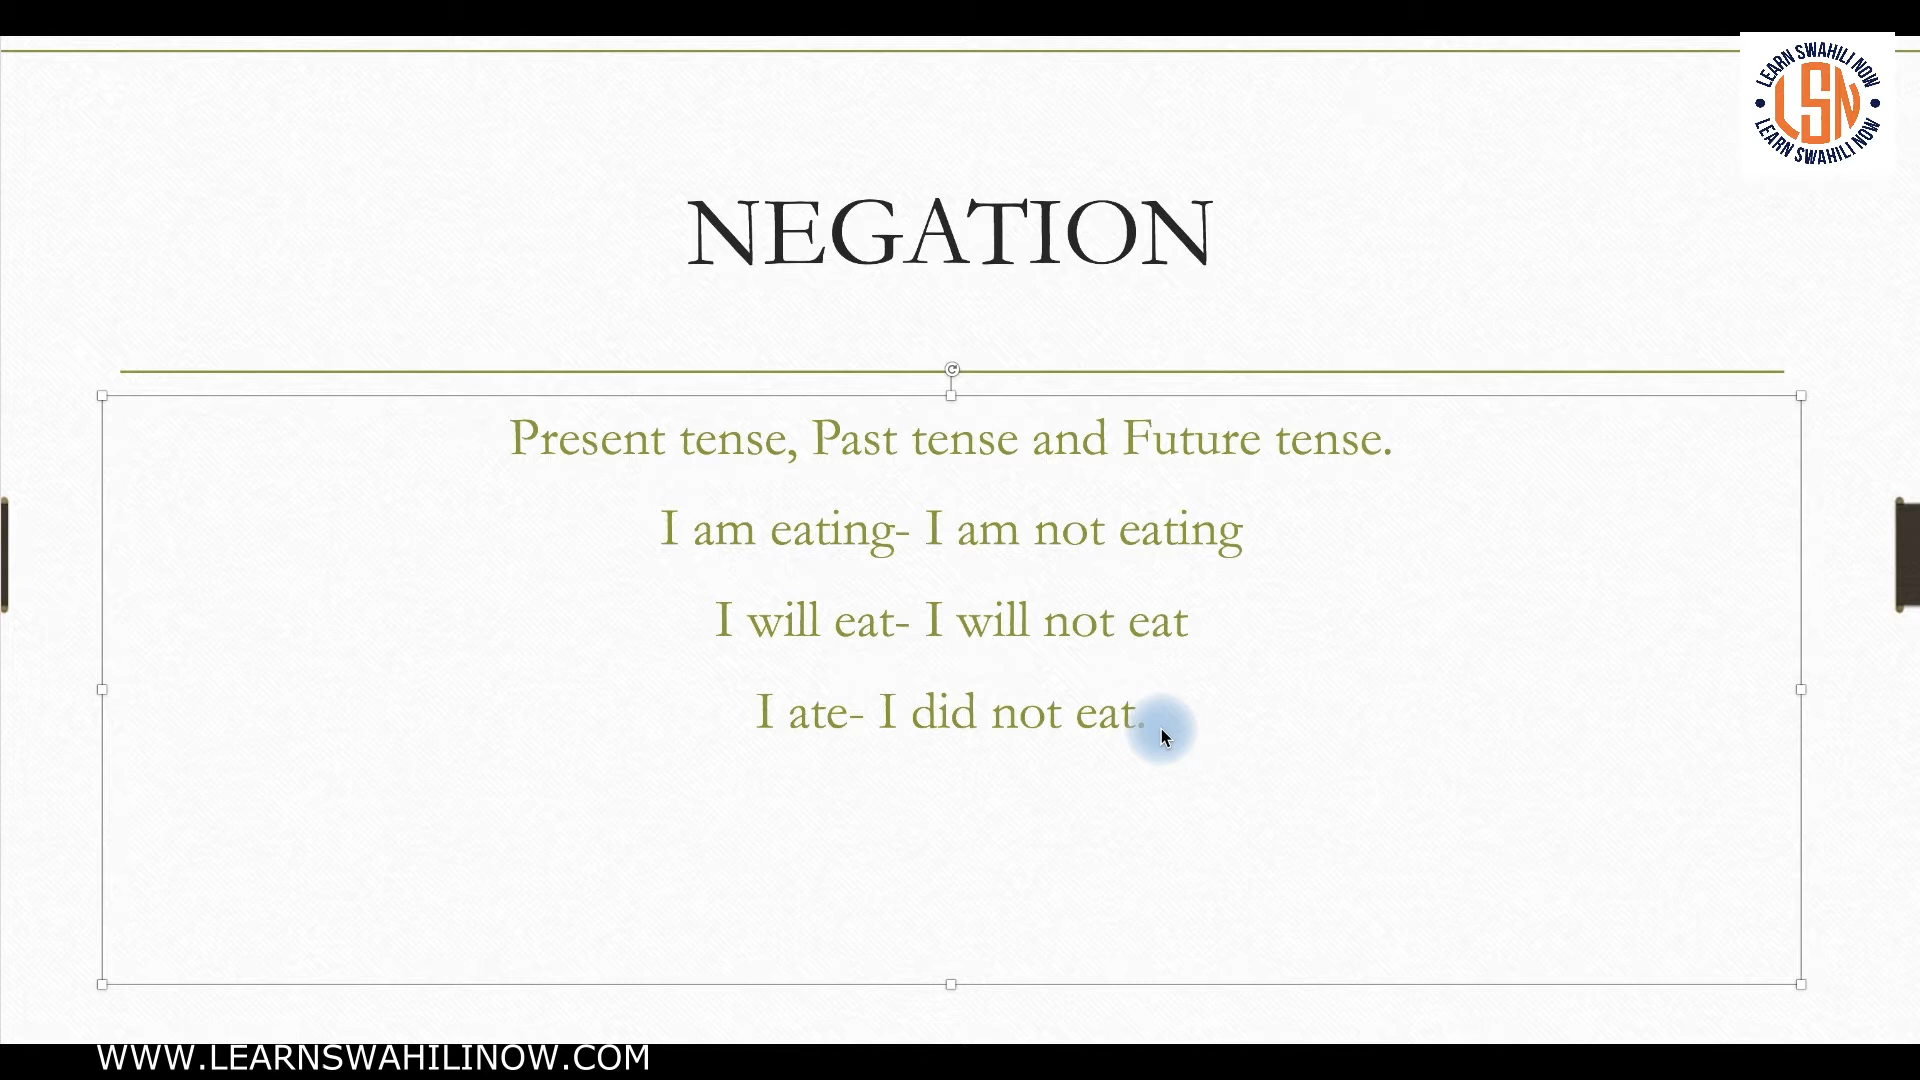 LEARN SWAHILI NOW
LSN
LEARN SWAHILI NOW
NEGATION
Present tense, Past tense and Future tense.
I am eating- I am not eating
I will eat- I will not eat
I ate- I did not eat.
WWW.LEARNSWAHILINOW.COM